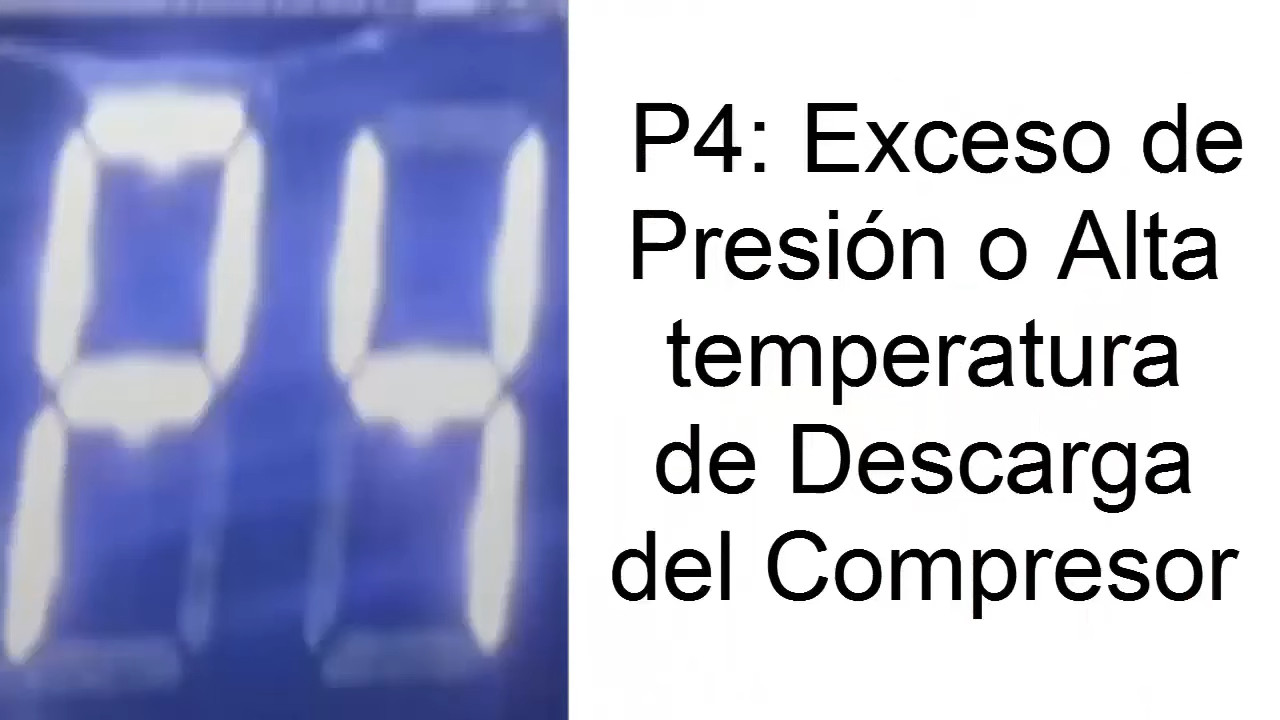 P4
P4: Exceso de
Presión o Alta
temperatura
de Descarga
del Compresor